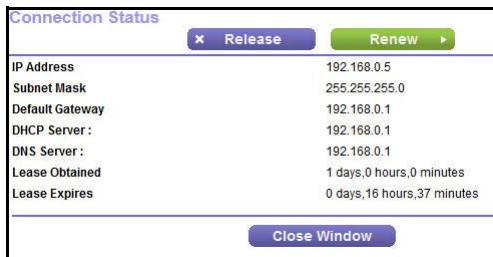 Connection Status
× Release Renew
IP Address 192.168.0.5
Subnet Mask 255.255.255.0
Default Gateway 192.168.0.1
DHCP Server : 192.168.0.1
DNS Server : 192.168.0.1
Lease Obtained 1 days,0 hours,0 minutes
Lease Expires 0 days,16 hours,37 minutes
Close Window